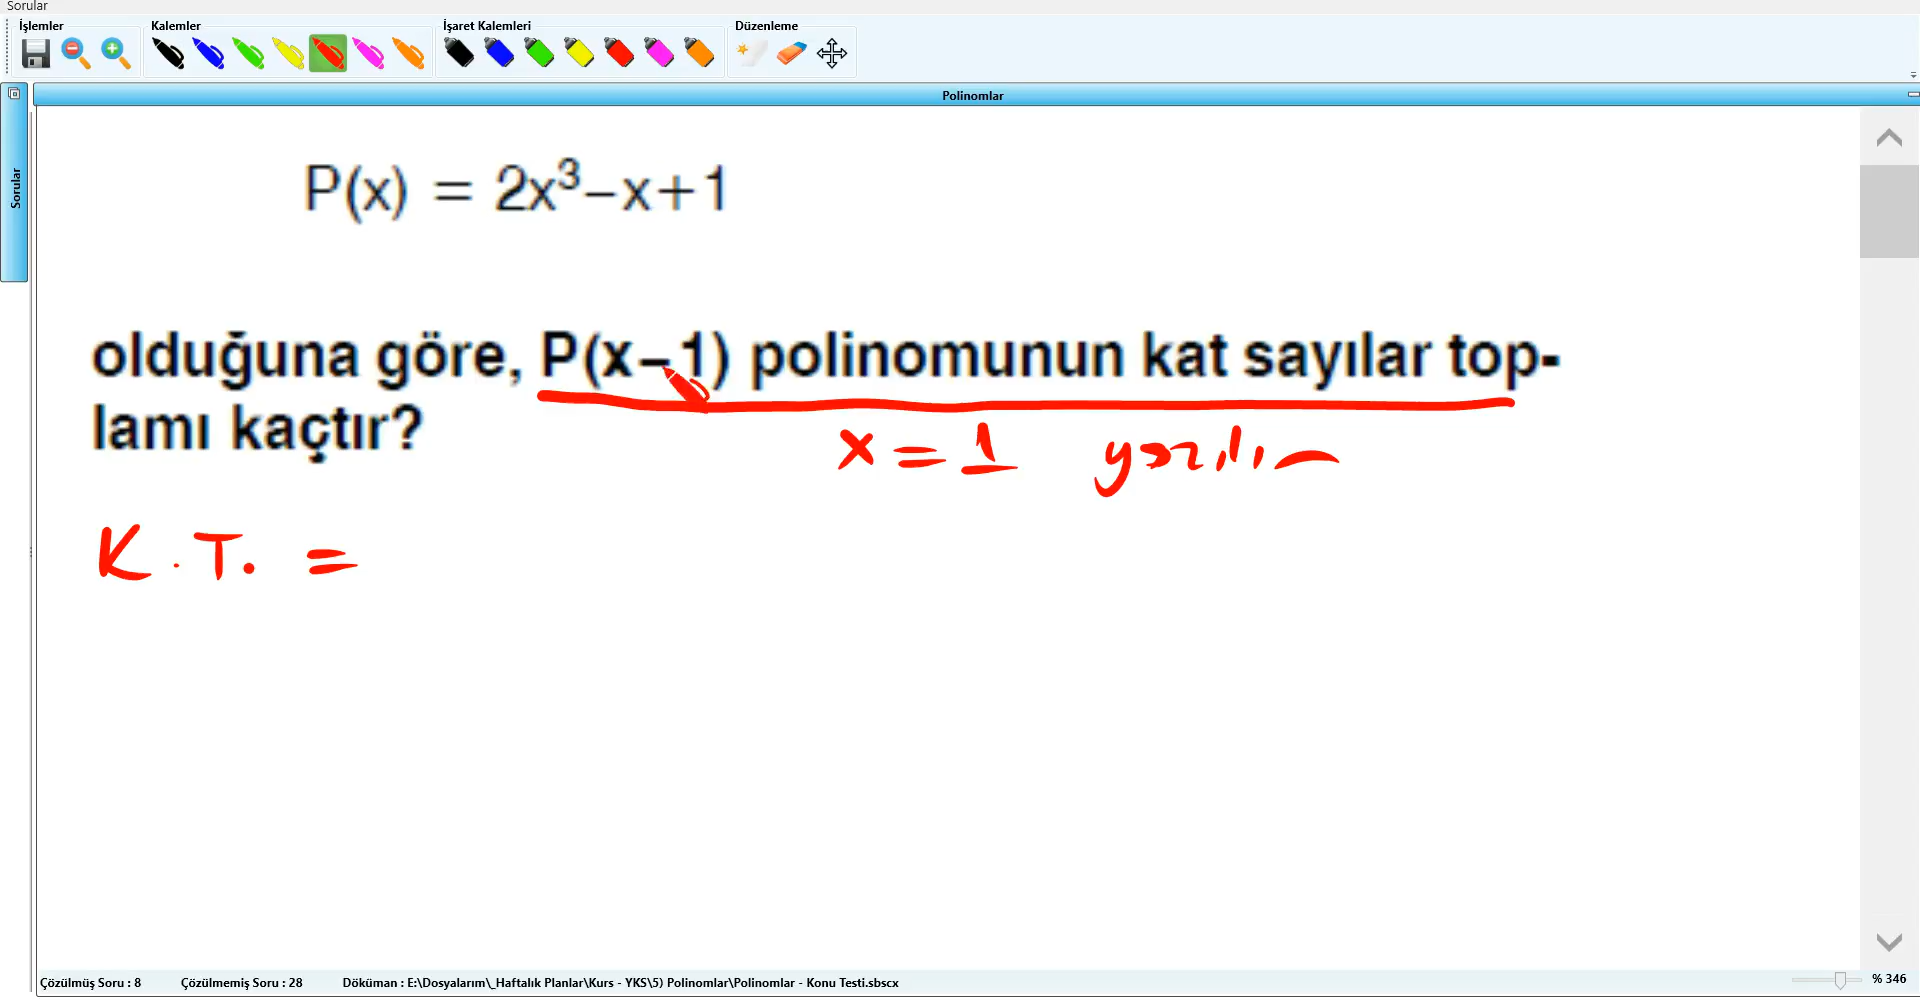 Sorular
İşlemler Kalemler İşaret Kalemleri Düzenleme
Polinomlar
Sorular
P(x) = 2x³−x+1
olduğuna göre, P(x−1) polinomunun kat sayılar top-
lamı kaçtır?
x = 1 yazılır
K.T. =
Çözülmüş Soru : 8 Çözülmemiş Soru : 28 Döküman : E:\Dosyalarım\_Haftalık Planlar\Kurs - YKS\5) Polinomlar\Polinomlar - Konu Testi.sbscx % 346